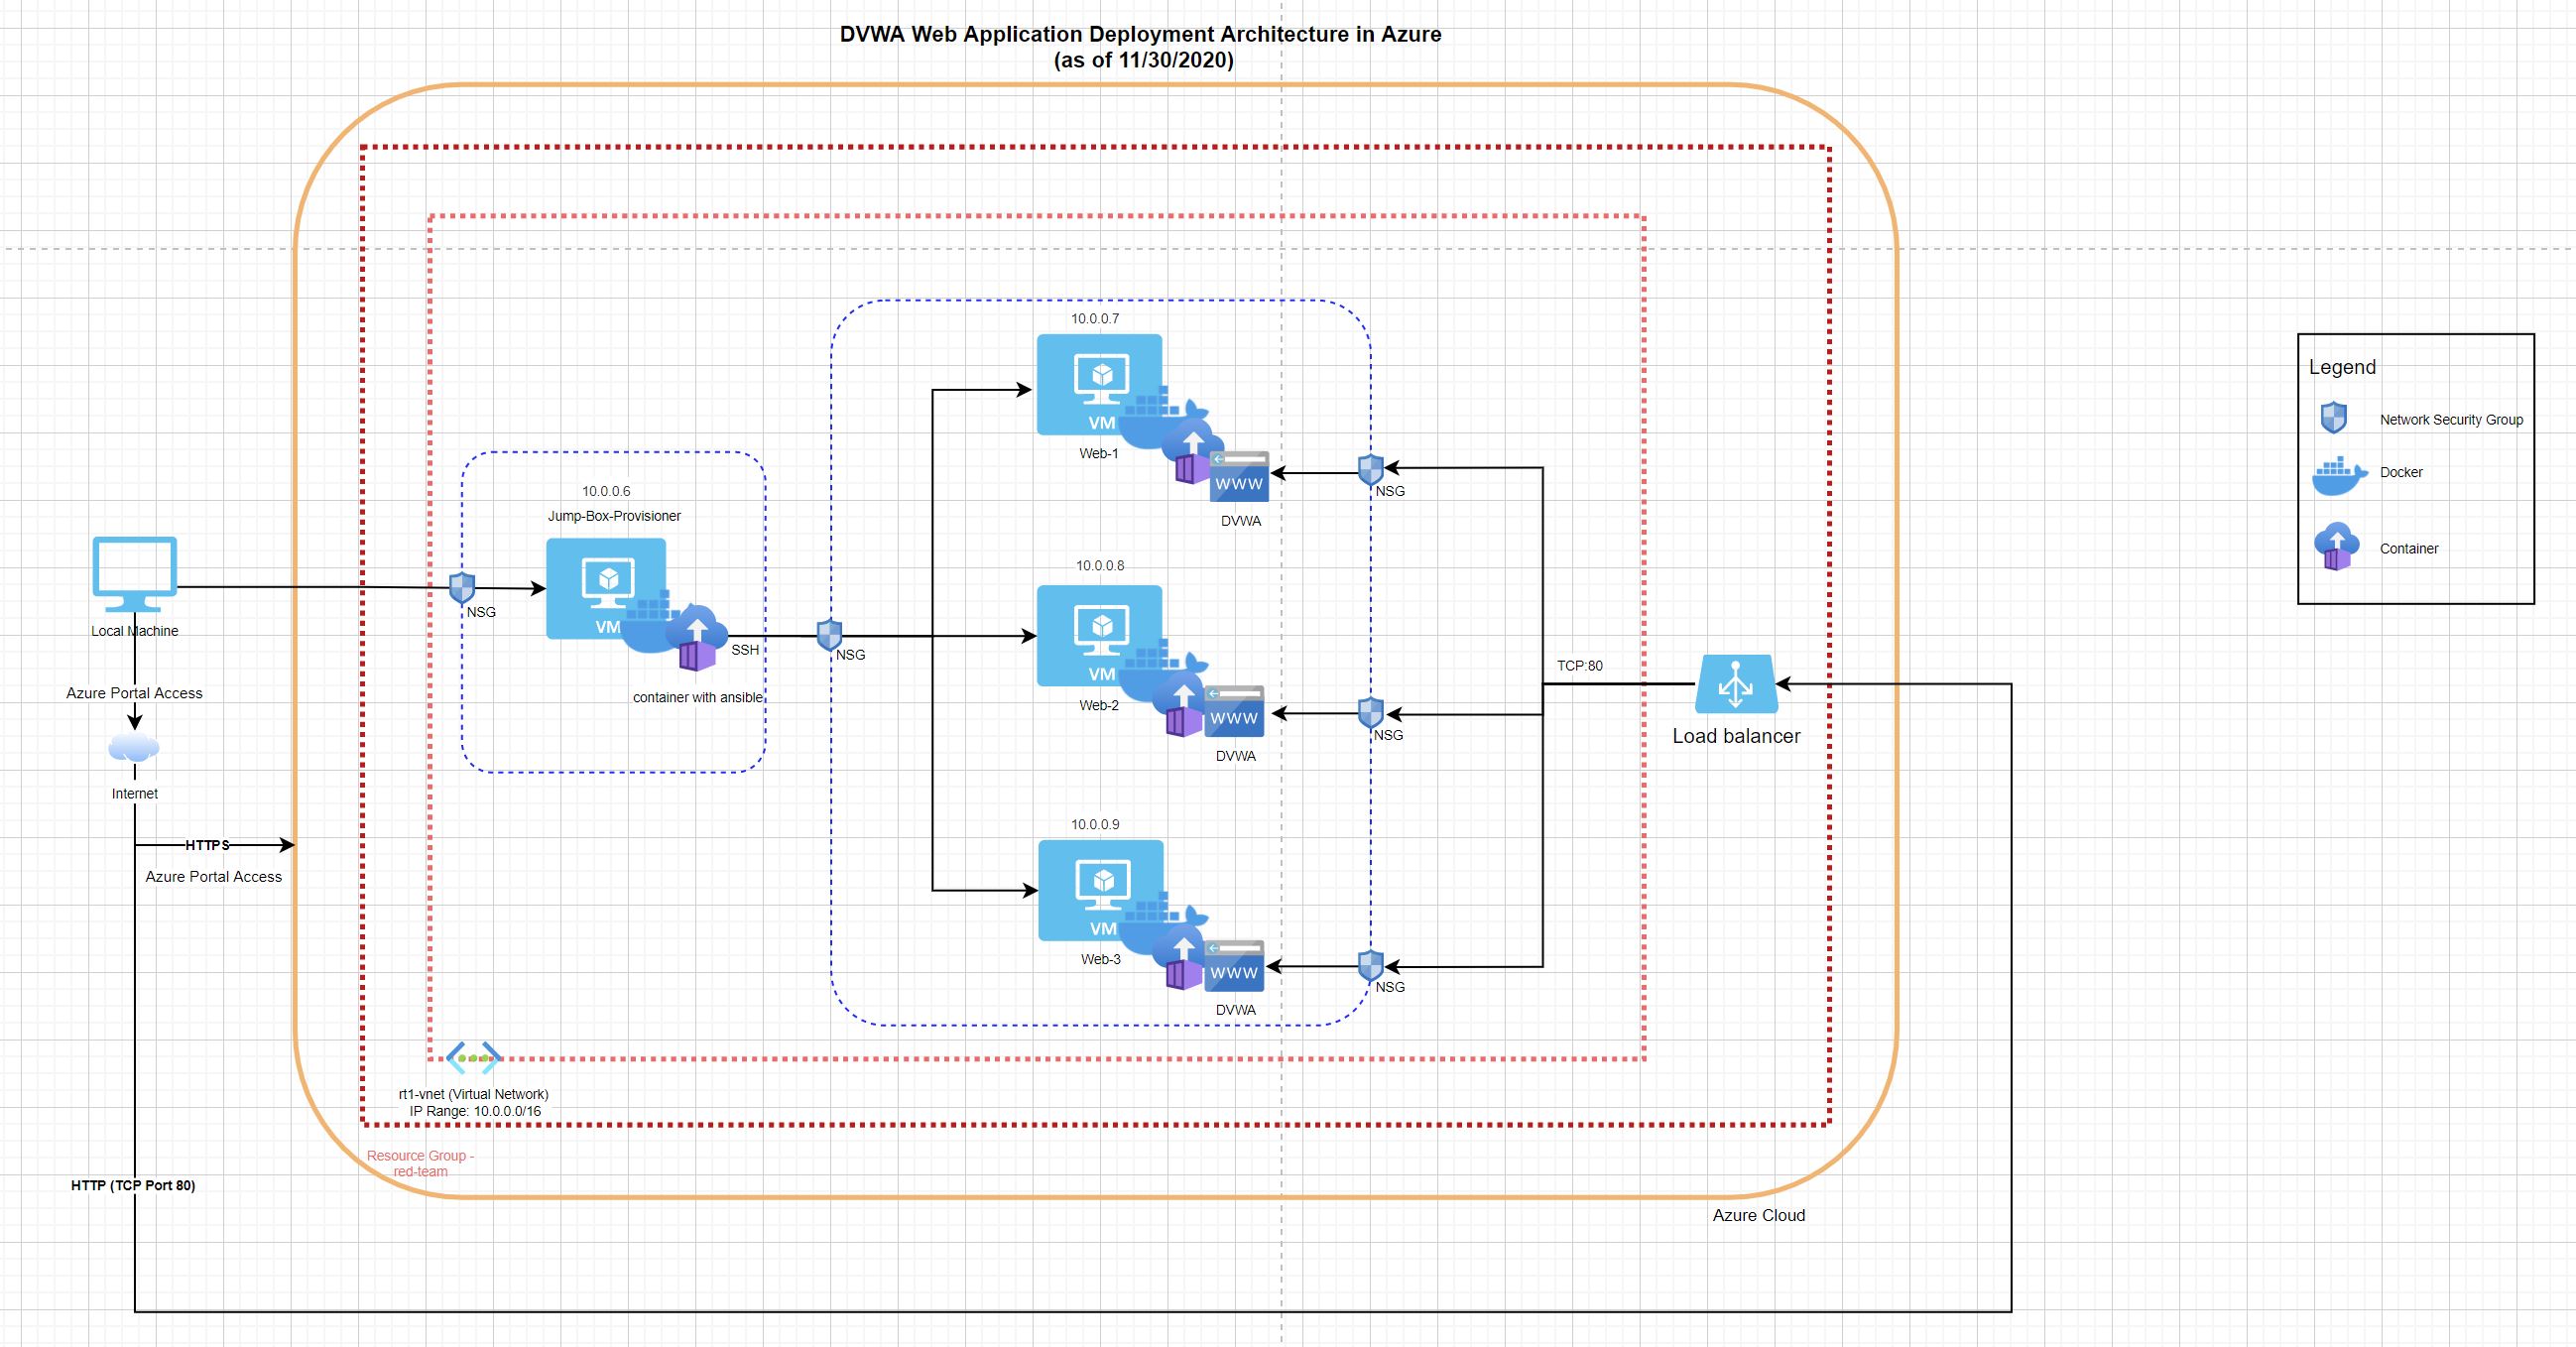 DVWA Web Application Deployment Architecture in Azure
(as of 11/30/2020)
10.0.0.7
VM
Web-1
WWW
DVWA
NSG
10.0.0.6
Jump-Box-Provisioner
VM
SSH
container with ansible
NSG
NSG
10.0.0.8
VM
Web-2
WWW
DVWA
NSG
10.0.0.9
VM
Web-3
WWW
DVWA
NSG
TCP:80
Load balancer
Local Machine
Azure Portal Access
Internet
HTTPS
Azure Portal Access
HTTP (TCP Port 80)
rt1-vnet (Virtual Network)
IP Range: 10.0.0.0/16
Resource Group -
red-team
Azure Cloud
Legend
Network Security Group
Docker
Container